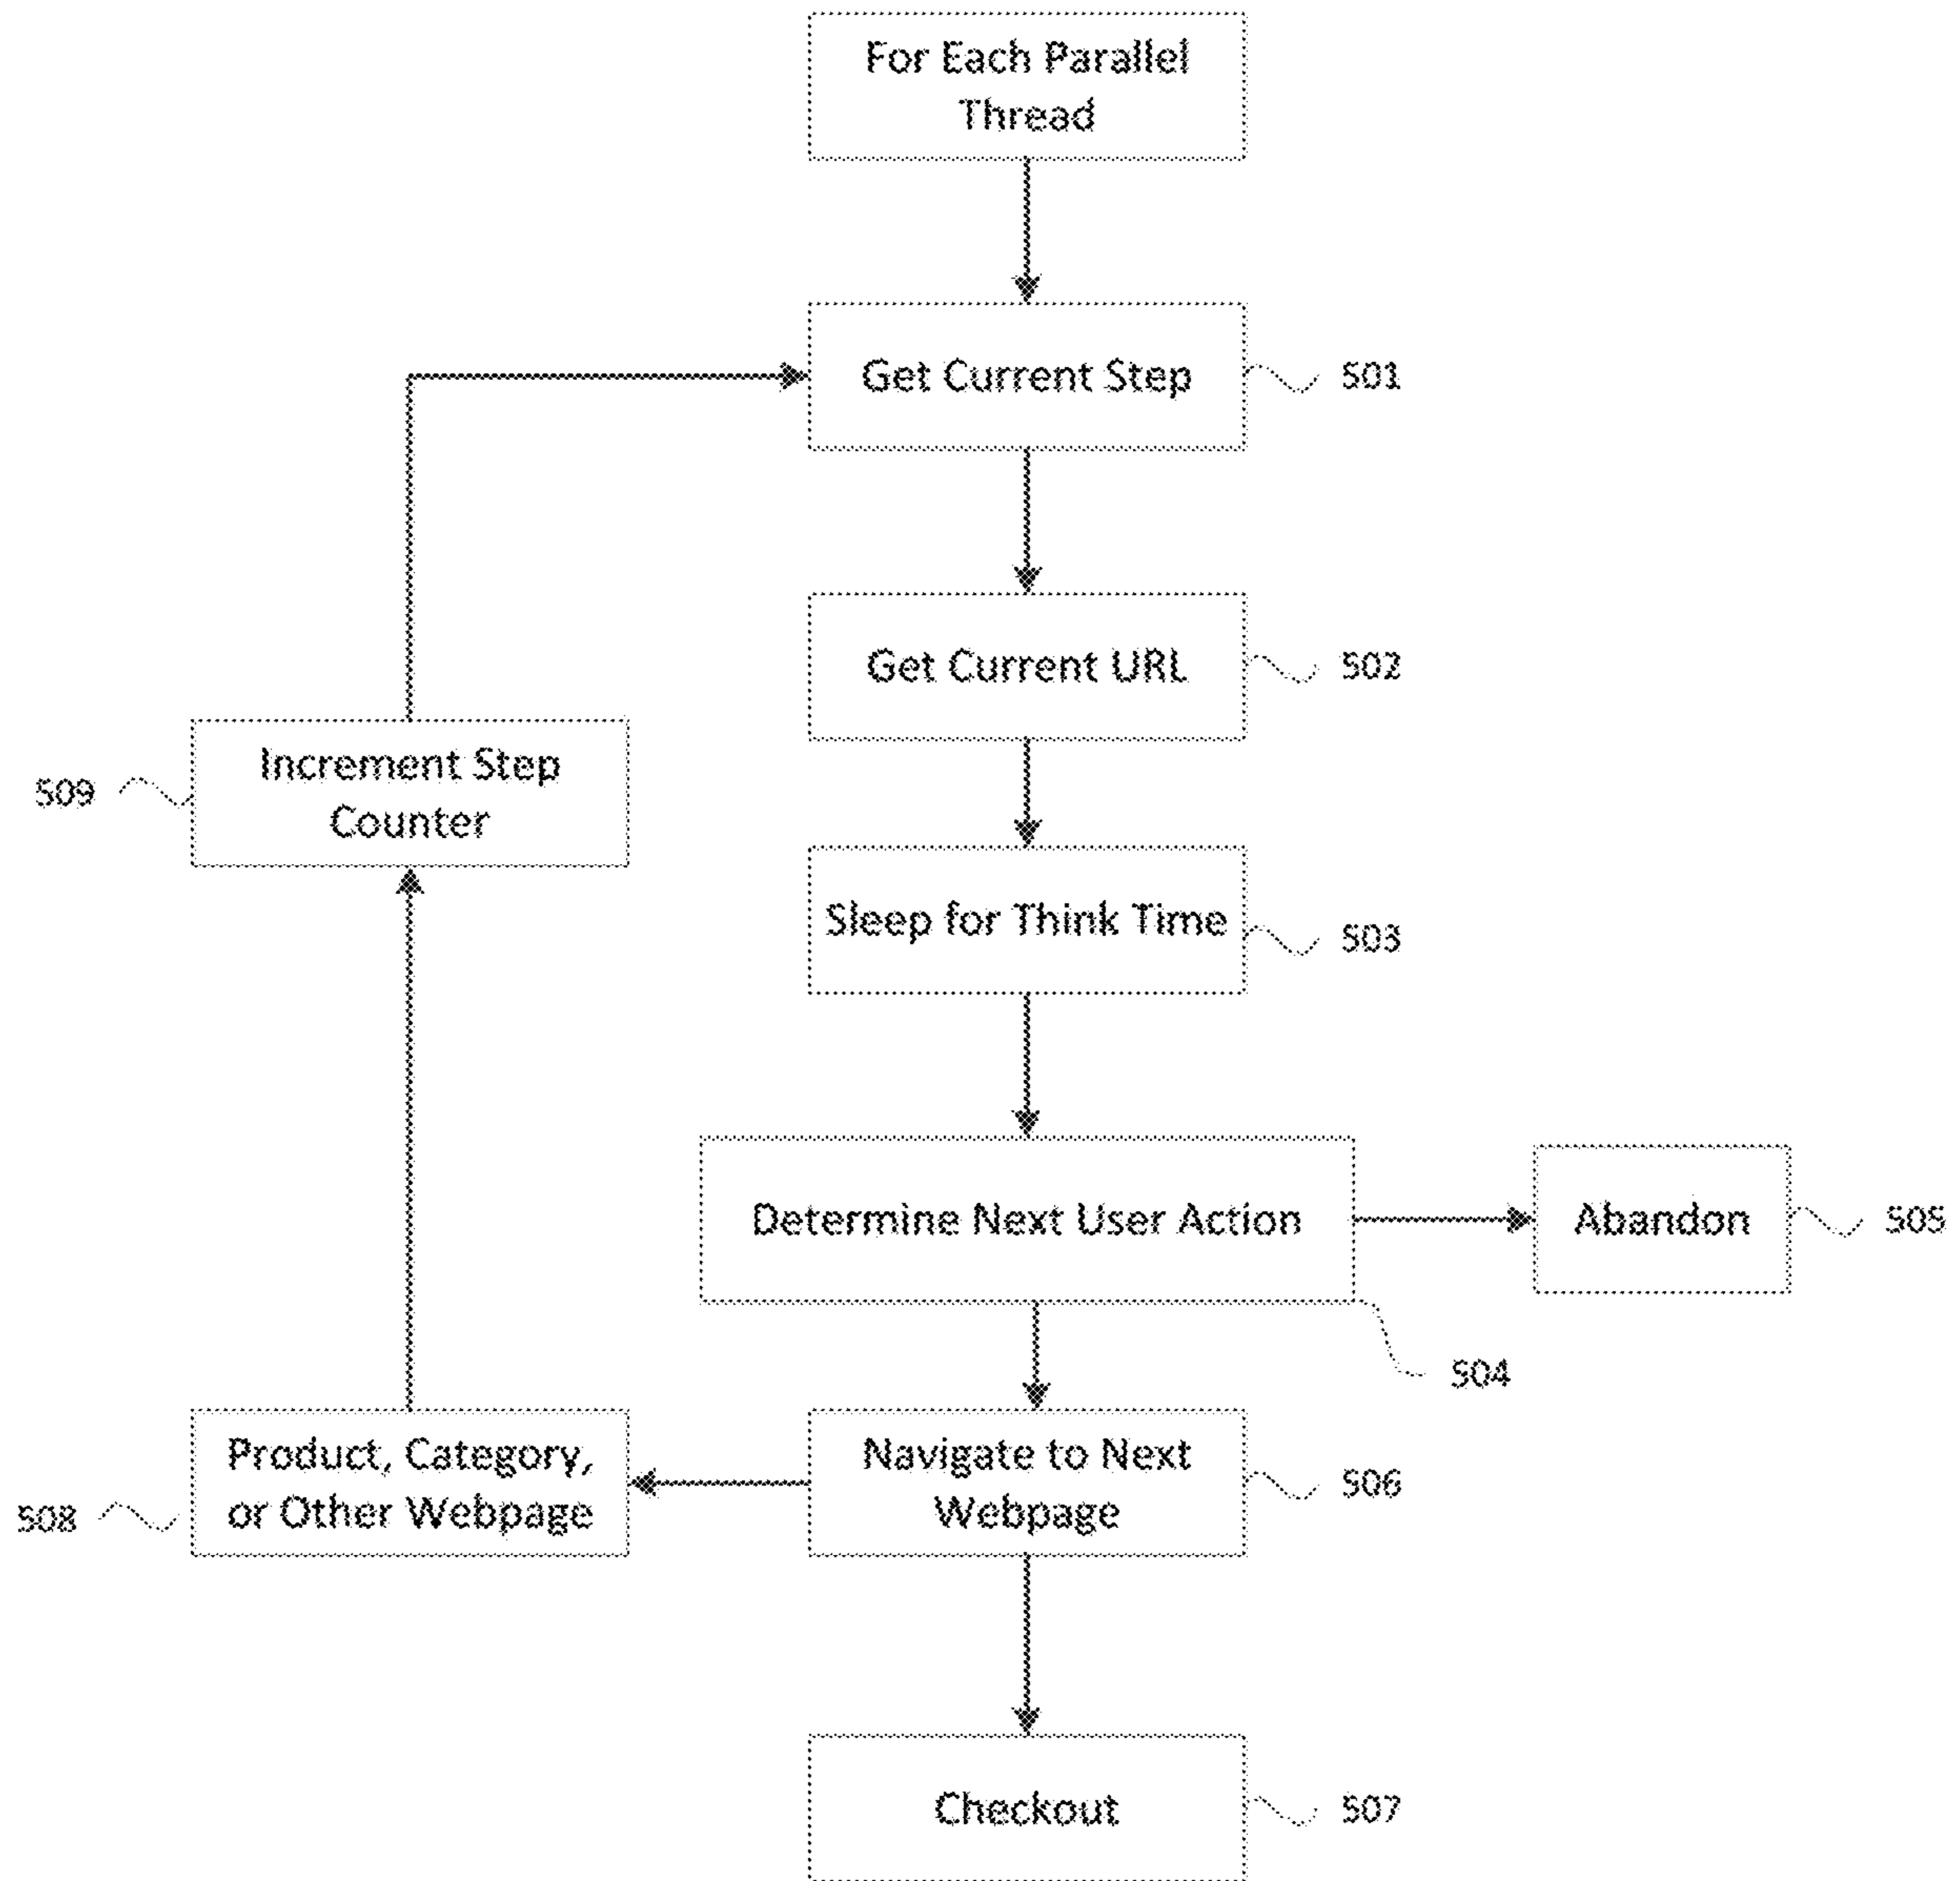 For Each Parallel
Thread
Get Current Step
501
Get Current URL
502
Increment Step
Counter
509
Sleep for Think Time
503
Determine Next User Action
504
Abandon
505
Product, Category,
or Other Webpage
508
Navigate to Next
Webpage
506
Checkout
507